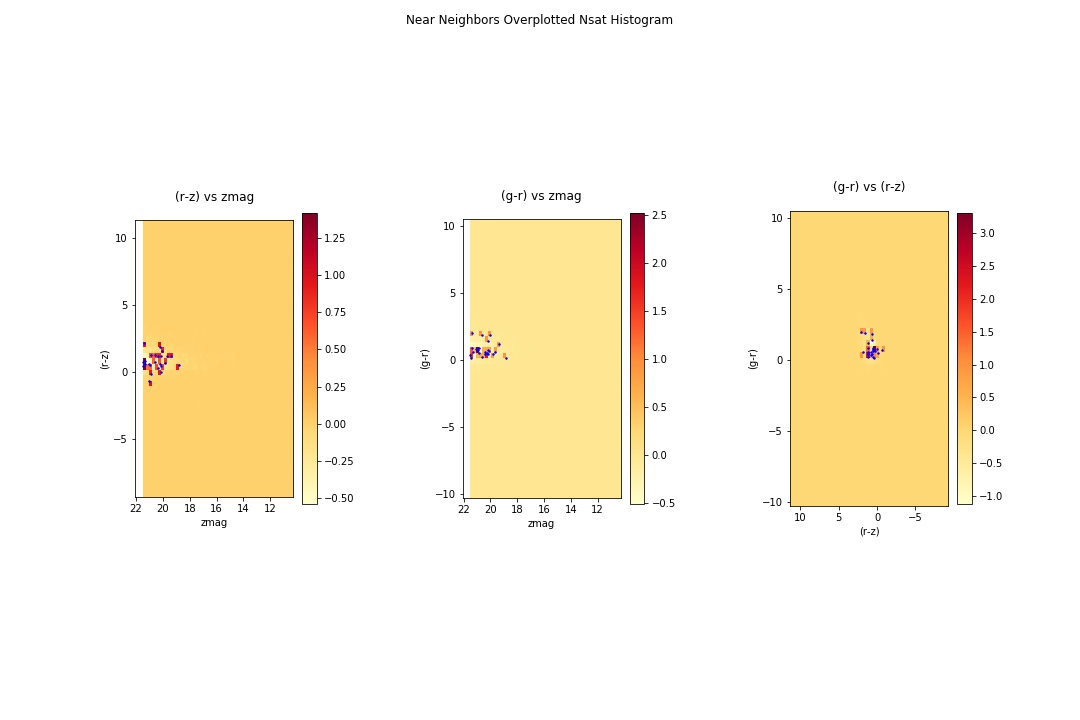 Near Neighbors Overplotted Nsat Histogram
(r-z) vs zmag
10
5
0
−5
(r-z)
22 20 18 16 14 12
zmag
1.25
1.00
0.75
0.50
0.25
0.00
−0.25
−0.50
(g-r) vs zmag
10
5
0
−5
−10
(g-r)
22 20 18 16 14 12
zmag
2.5
2.0
1.5
1.0
0.5
0.0
−0.5
(g-r) vs (r-z)
10
5
0
−5
−10
(g-r)
10 5 0 −5
(r-z)
3.0
2.5
2.0
1.5
1.0
0.5
0.0
−0.5
−1.0